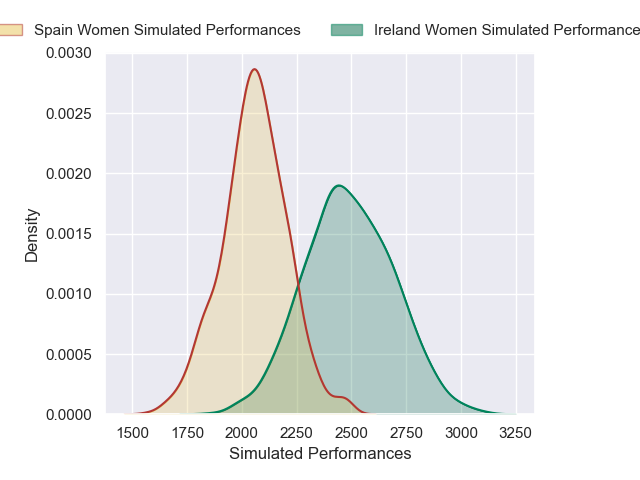 Spain Women Simulated Performances
Ireland Women Simulated Performance
0.0030
0.0025
0.0020
0.0015
0.0010
0.0005
0.0000
Density
1500 1750 2000 2250 2500 2750 3000 3250
Simulated Performances